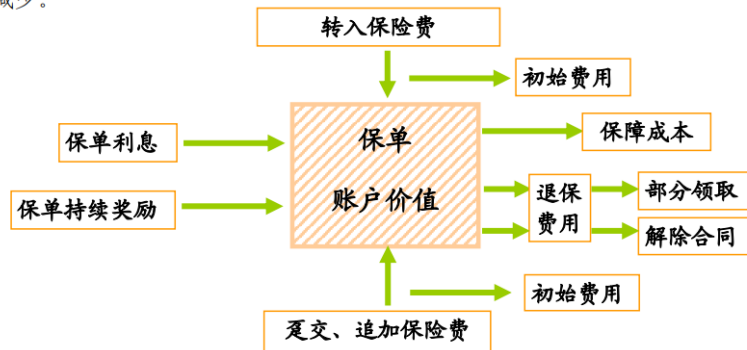 减少。
转入保险费
初始费用
保单
账户价值
保单利息
保单持续奖励
保障成本
退保
费用
部分领取
解除合同
初始费用
趸交、追加保险费